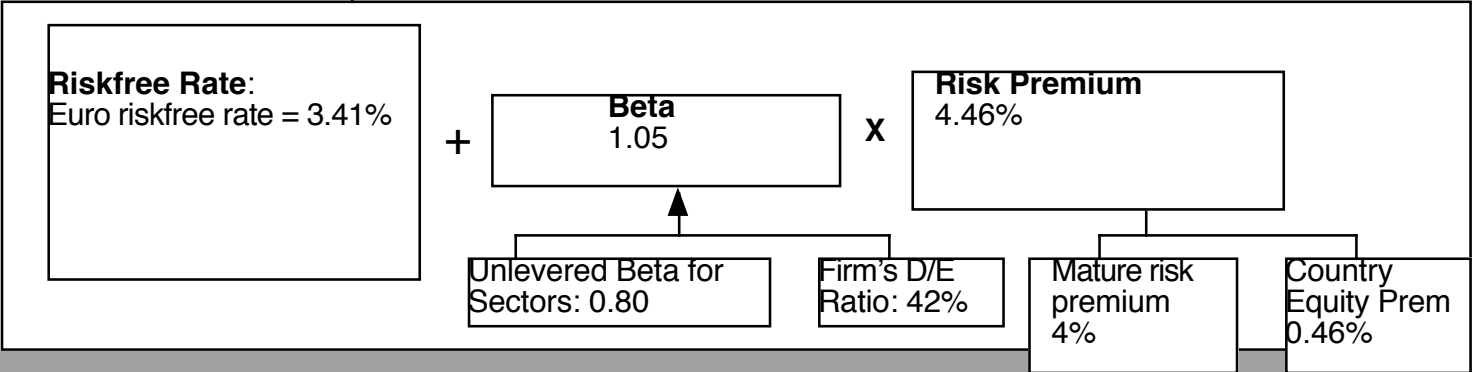 Riskfree Rate:
Euro riskfree rate = 3.41%
+
Beta
1.05
X
Risk Premium
4.46%
Unlevered Beta for
Sectors: 0.80
Firm's D/E
Ratio: 42%
Mature risk
premium
4%
Country
Equity Prem
0.46%